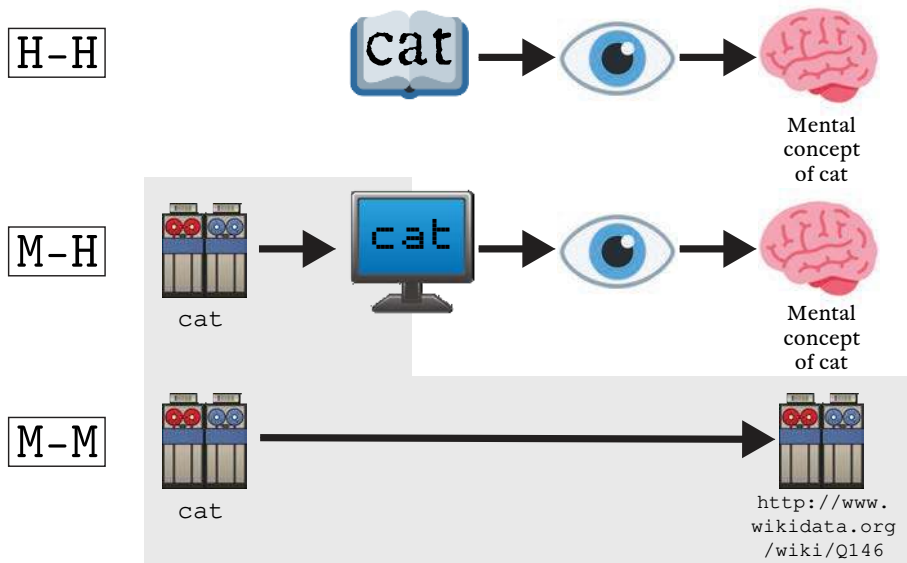 H-H
cat
Mental
concept
of cat
M-H
cat
cat
Mental
concept
of cat
M-M
cat
http://www.
wikidata.org
/wiki/Q146